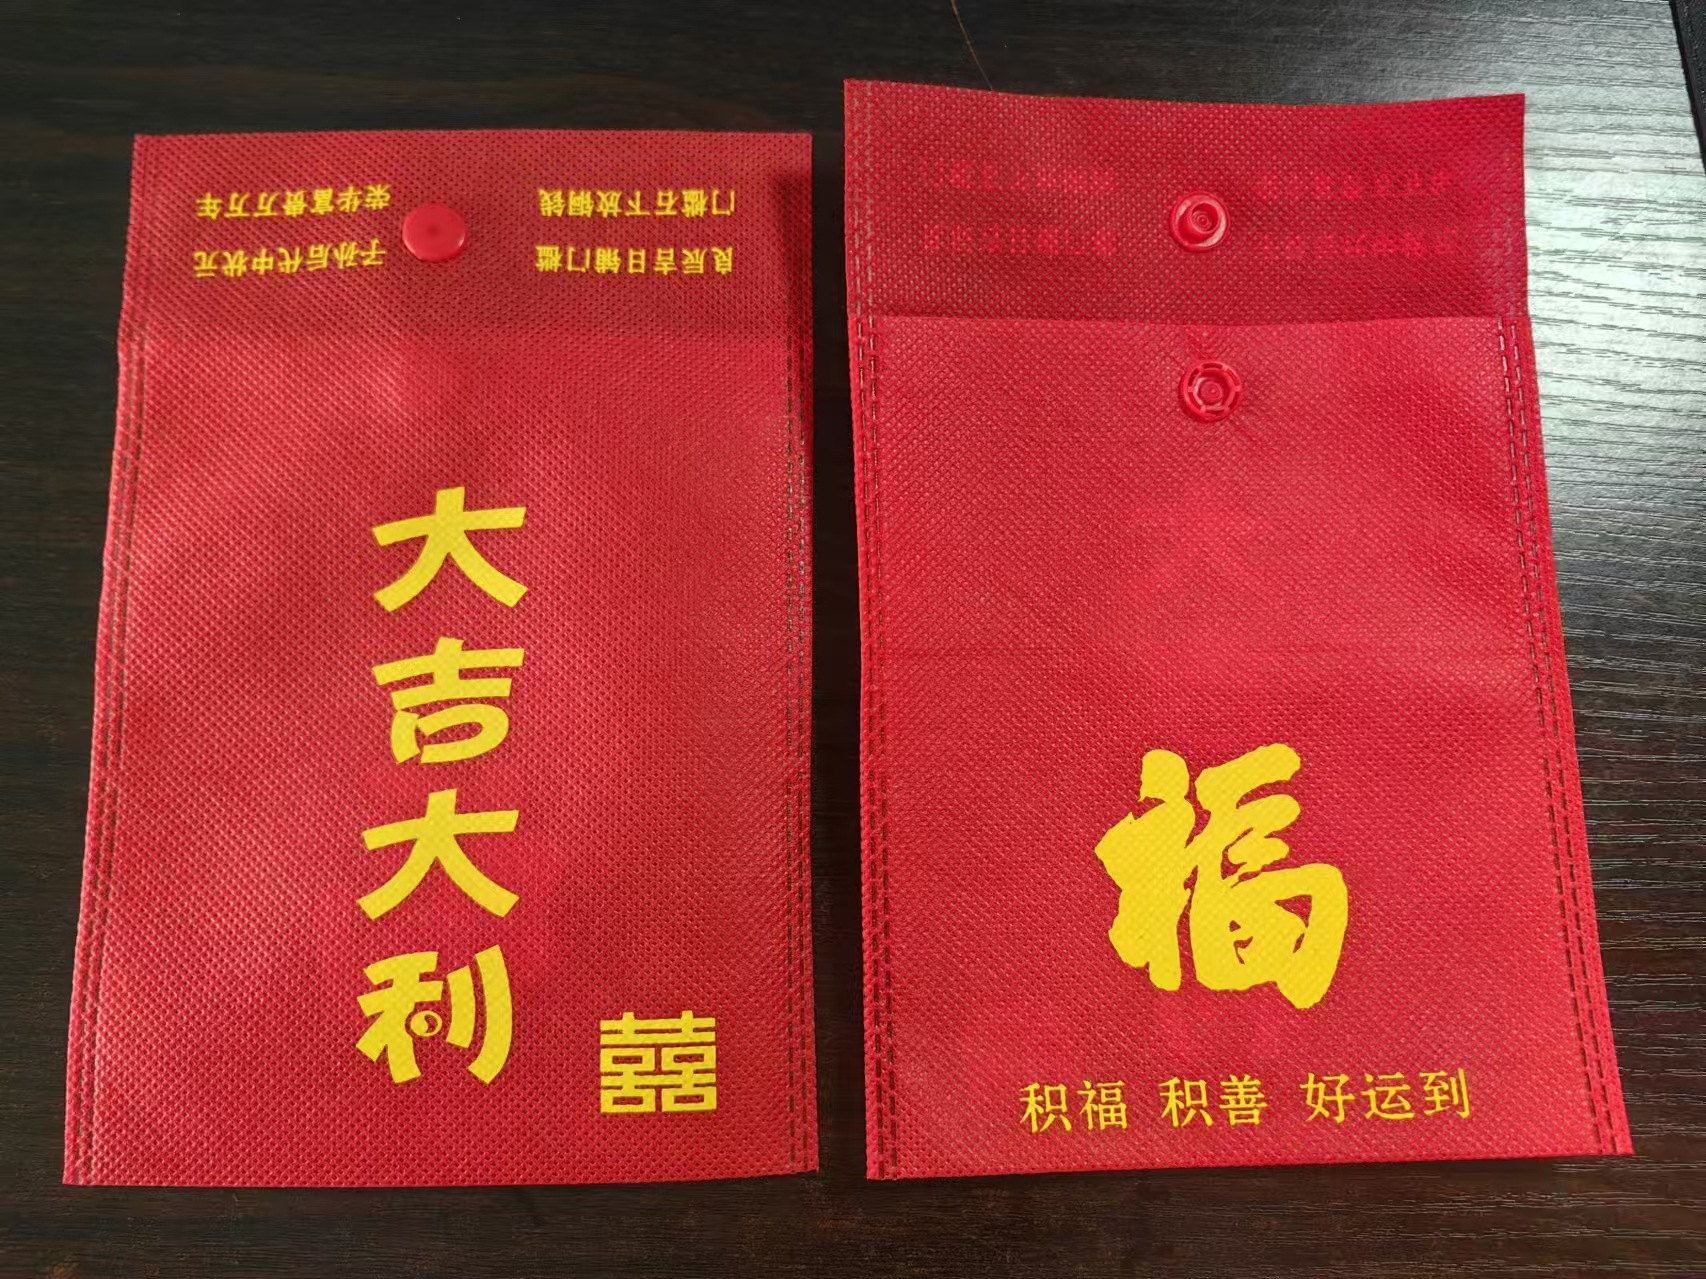 良辰吉日铺门槛 子孙后代中状元
门槛石下放铜钱 荣华富贵万万年
大吉大利
囍
福
积福 积善 好运到